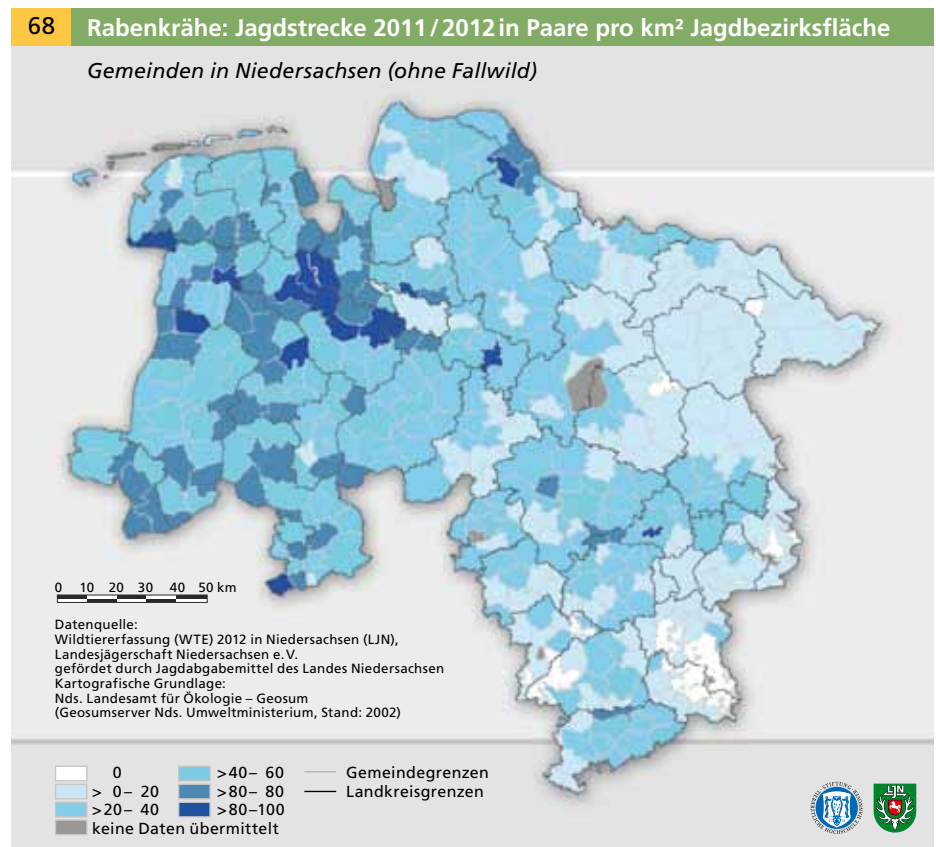 68 Rabenkrähe: Jagdstrecke 2011/2012 in Paare pro km² Jagdbezirksfläche
Gemeinden in Niedersachsen (ohne Fallwild)
0 10 20 30 40 50 km
Datenquelle:
Wildtiererfassung (WTE) 2012 in Niedersachsen (LJN),
Landesjägerschaft Niedersachsen e.V.
gefördet durch Jagdabgabemittel des Landes Niedersachsen
Kartografische Grundlage:
Nds. Landesamt für Ökologie – Geosum
(Geosumserver Nds. Umweltministerium, Stand: 2002)
0
> 0– 20
>20– 40
keine Daten übermittelt
>40– 60
>80– 80
>80–100
Gemeindegrenzen
Landkreisgrenzen
LJN